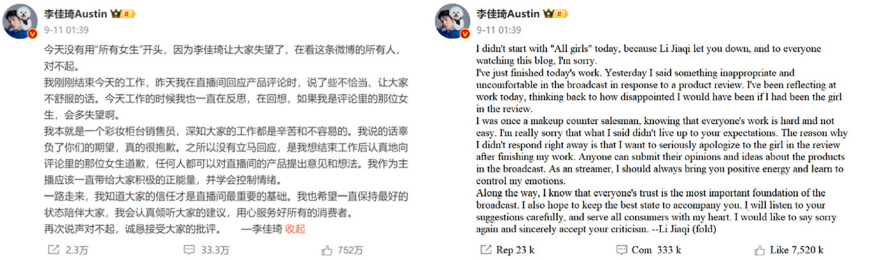 李佳琦Austin
9-11 01:39
今天没有用“所有女生”开头，因为李佳琦让大家失望了，在看这条微博的所有人，
对不起。
我刚刚结束今天的工作，昨天我在直播间回应产品评论时，说了些不恰当、让大家
不舒服的话。今天工作的时候我也一直在反思，在回想，如果我是评论里的那位女
生，会多失望啊。
我本就是一个彩妆柜台销售员，深知大家的工作都是辛苦和不容易的。我说的话辜
负了你们的期望，真的很抱歉。之所以没有立马回应，是我想结束工作后认真地向
评论里的那位女生道歉，任何人都可以对直播间的产品提出意见和想法。我作为主
播应该一直带给大家积极的正能量，并学会控制情绪。
一路走来，我知道大家的信任才是直播间最重要的基础。我也希望一直保持最好的
状态陪伴大家，我会认真倾听大家的建议，用心服务好所有的消费者。
再次说声对不起，诚恳接受大家的批评。 —李佳琦 收起
2.3万 33.3万 752万
李佳琦Austin
9-11 01:39
I didn't start with "All girls" today, because Li Jiaqi let you down, and to everyone
watching this blog, I'm sorry.
I've just finished today's work. Yesterday I said something inappropriate and
uncomfortable in the broadcast in response to a product review. I've been reflecting at
work today, thinking back to how disappointed I would have been if I had been the girl
in the review.
I was once a makeup counter salesman, knowing that everyone's work is hard and not
easy. I'm really sorry that what I said didn't live up to your expectations. The reason why
I didn't respond right away is that I want to seriously apologize to the girl in the review
after finishing my work. Anyone can submit their opinions and ideas about the products
in the broadcast. As an streamer, I should always bring you positive energy and learn to
control my emotions.
Along the way, I know that everyone's trust is the most important foundation of the
broadcast. I also hope to keep the best state to accompany you. I will listen to your
suggestions carefully, and serve all consumers with my heart. I would like to say sorry
again and sincerely accept your criticism. --Li Jiaqi (fold)
Rep 23 k Com 333 k Like 7,520 k